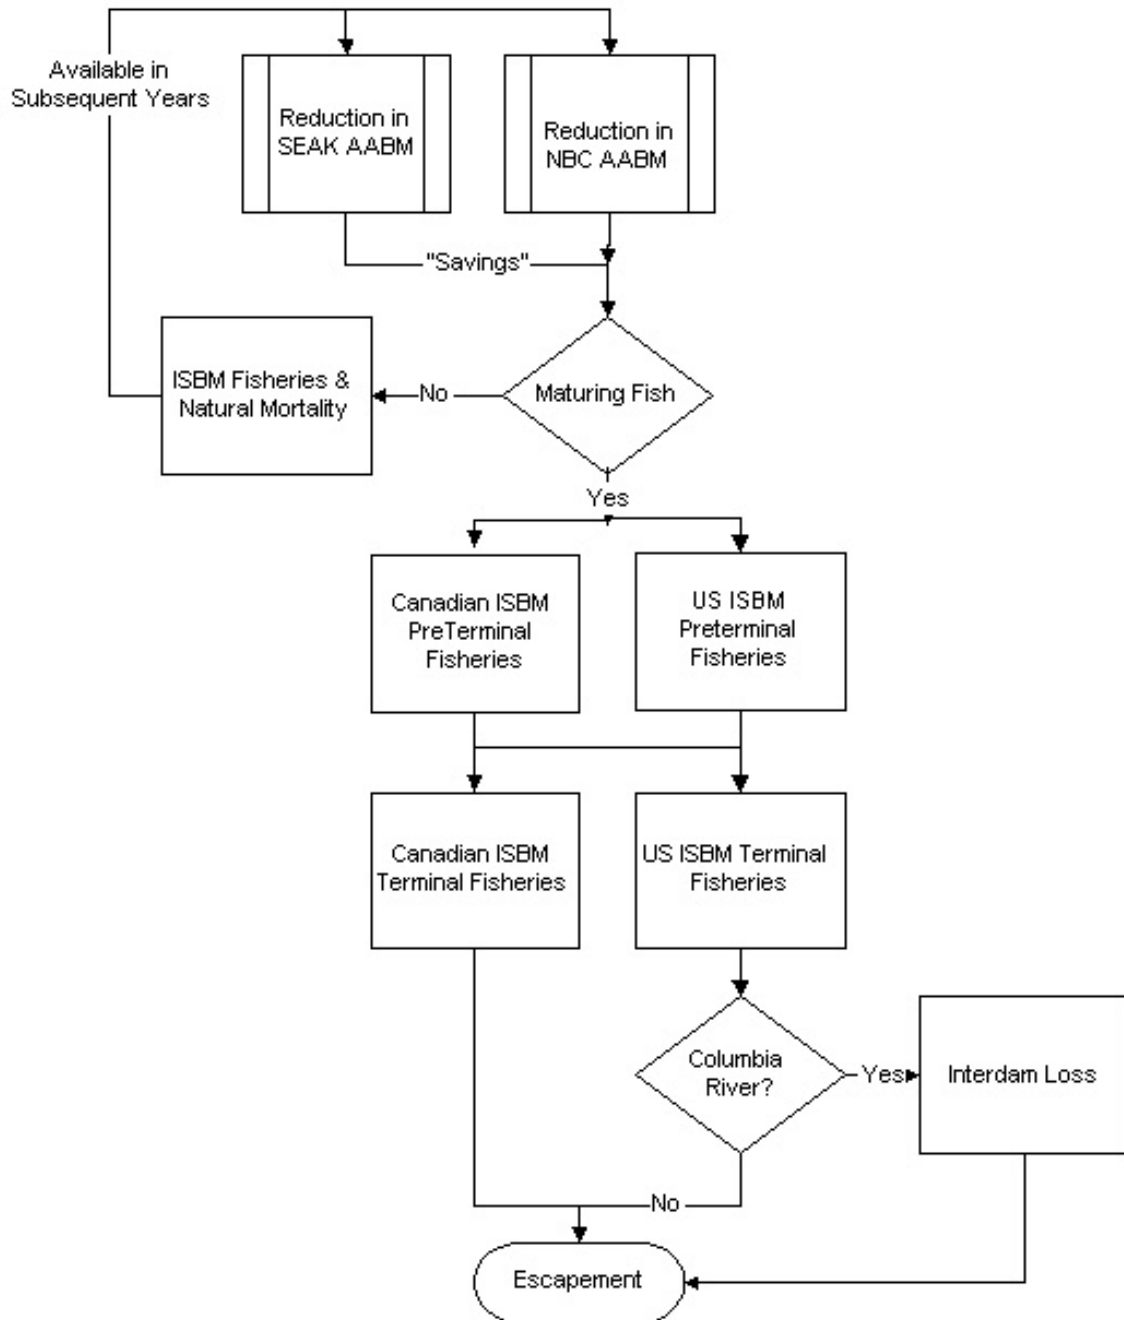 Available in
Subsequent Years
Reduction in
SEAK AABM
Reduction in
NBC AABM
"Savings"
ISBM Fisheries &
Natural Mortality
No
Maturing Fish
Yes
Canadian ISBM
PreTerminal
Fisheries
US ISBM
Preterminal
Fisheries
Canadian ISBM
Terminal Fisheries
US ISBM Terminal
Fisheries
Columbia
River?
Yes
Interdam Loss
No
Escapement